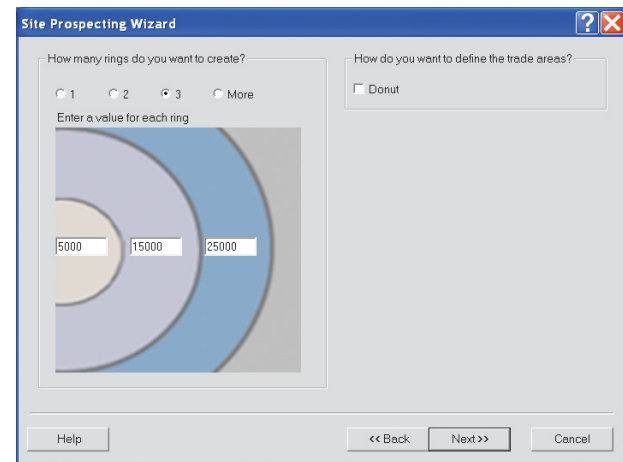 Site Prospecting Wizard
How many rings do you want to create?
1 2 3 More
Enter a value for each ring
5000 15000 25000
How do you want to define the trade areas?
Donut
Help << Back Next >> Cancel